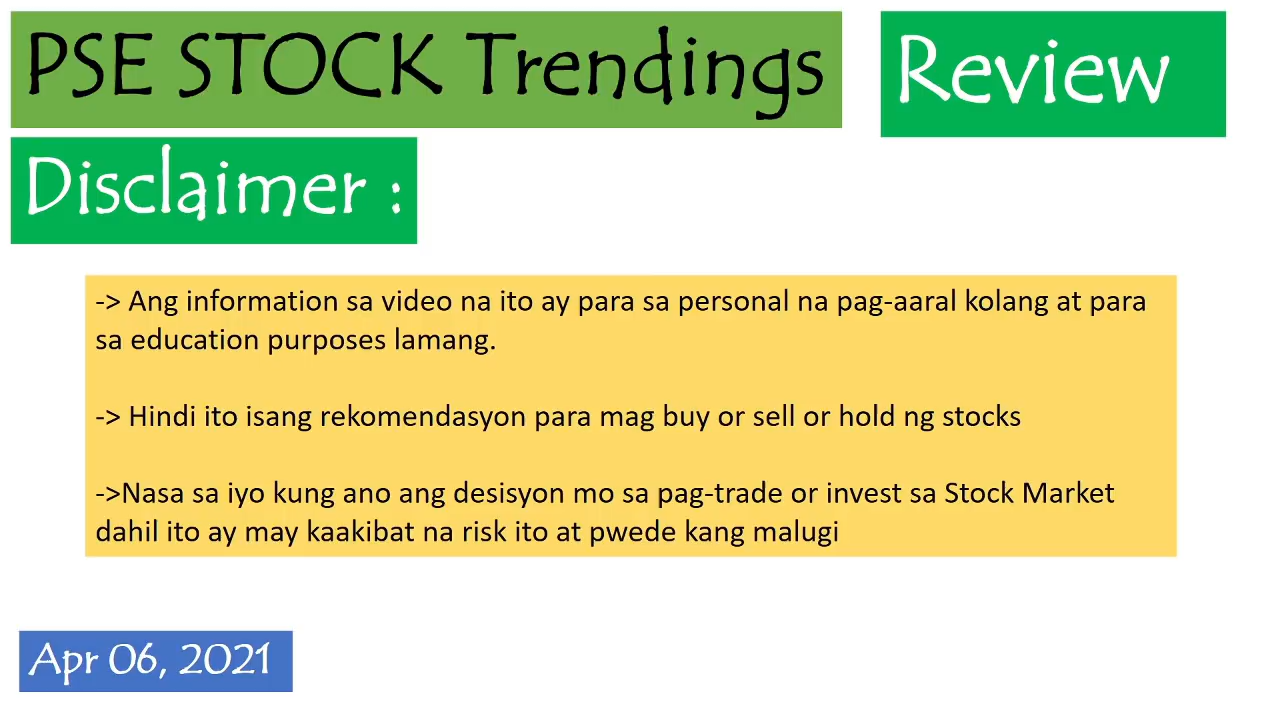 PSE STOCK Trendings
Review
Disclaimer :
-> Ang information sa video na ito ay para sa personal na pag-aaral kolang at para
sa education purposes lamang.
-> Hindi ito isang rekomendasyon para mag buy or sell or hold ng stocks
->Nasa sa iyo kung ano ang desisyon mo sa pag-trade or invest sa Stock Market
dahil ito ay may kaakibat na risk ito at pwede kang malugi
Apr 06, 2021